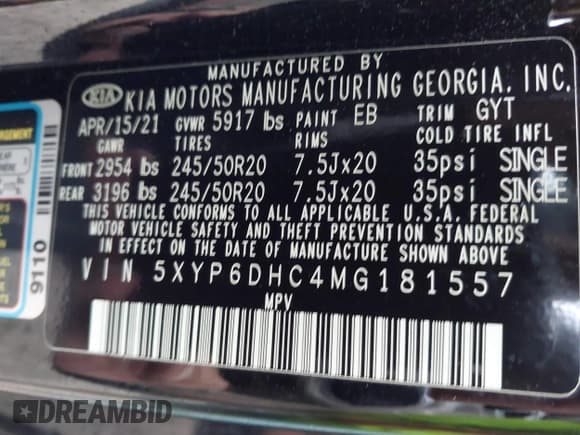 MANUFACTURED BY
KIA KIA MOTORS MANUFACTURING GEORGIA, INC.
APR/15/21 GVWR 5917 lbs PAINT EB TRIM GYT
GAWR TIRES RIMS COLD TIRE INFL
FRONT 2954 lbs 245/50R20 7.5Jx20 35psi SINGLE
REAR 3196 lbs 245/50R20 7.5Jx20 35psi SINGLE
THIS VEHICLE CONFORMS TO ALL APPLICABLE U.S.A. FEDERAL
MOTOR VEHICLE SAFETY AND THEFT PREVENTION STANDARDS
IN EFFECT ON THE DATE OF MANUFACTURE SHOWN ABOVE
VIN 5XYP6DHC4MG181557
MPV
9110
DREAMBID